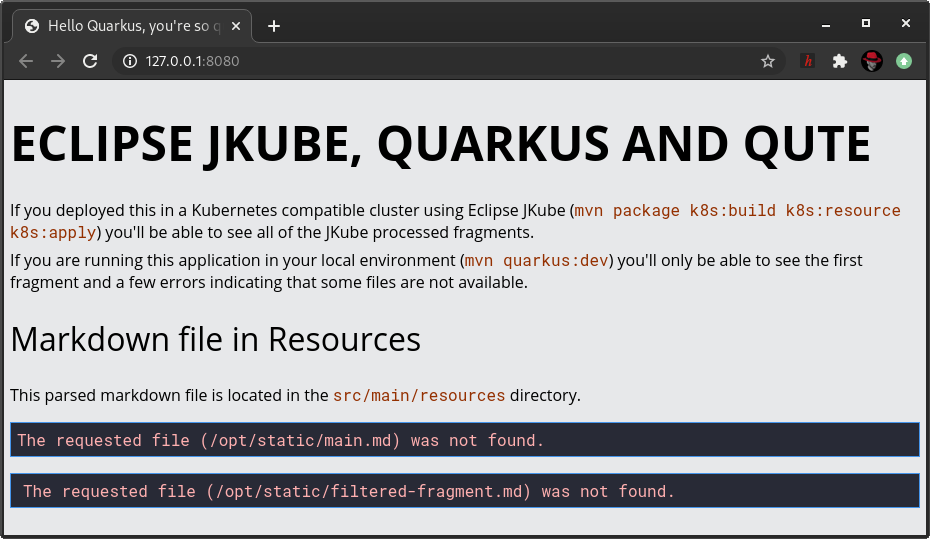 Hello Quarkus, you're so q
127.0.0.1:8080
h
ECLIPSE JKUBE, QUARKUS AND QUTE
If you deployed this in a Kubernetes compatible cluster using Eclipse JKube (mvn package k8s:build k8s:resource
k8s:apply) you'll be able to see all of the JKube processed fragments.
If you are running this application in your local environment (mvn quarkus:dev) you'll only be able to see the first
fragment and a few errors indicating that some files are not available.
Markdown file in Resources
This parsed markdown file is located in the src/main/resources directory.
The requested file (/opt/static/main.md) was not found.
The requested file (/opt/static/filtered-fragment.md) was not found.